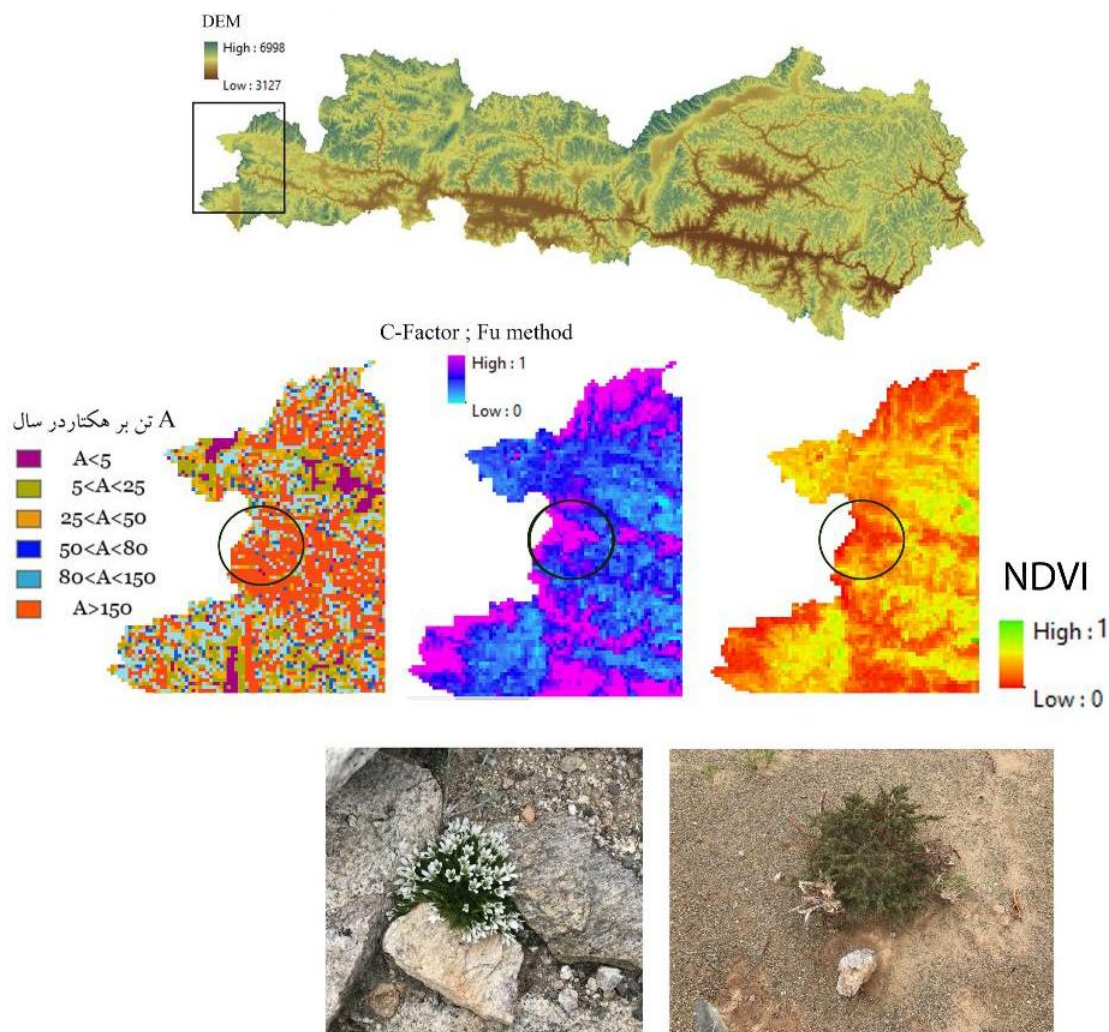 DEM
High : 6998
Low : 3127
C-Factor ; Fu method
High : 1
Low : 0
A تن بر هکتاردر سال
A<5
5<A<25
25<A<50
50<A<80
80<A<150
A>150
NDVI
High : 1
Low : 0